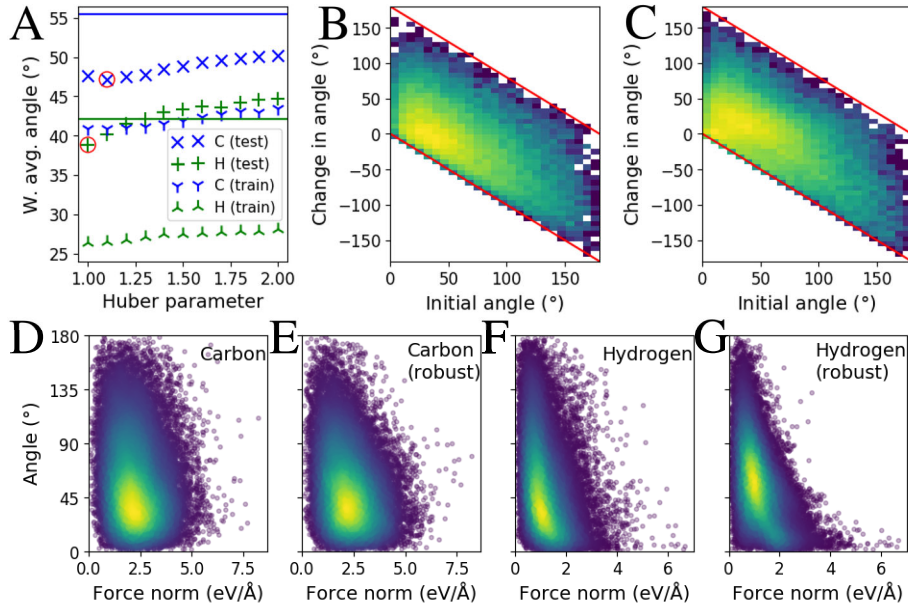 A
B
C
W. avg. angle (°)
55
50
45
40
35
30
25
C (test)
H (test)
C (train)
H (train)
1.00 1.25 1.50 1.75 2.00
Huber parameter
Change in angle (°)
150
100
50
0
−50
−100
−150
0 50 100 150
Initial angle (°)
Change in angle (°)
150
100
50
0
−50
−100
−150
0 50 100 150
Initial angle (°)
D
E
F
G
Angle (°)
180
135
90
45
0
Carbon
0.0 2.5 5.0 7.5
Force norm (eV/Å)
Carbon
(robust)
0.0 2.5 5.0 7.5
Force norm (eV/Å)
Hydrogen
0 2 4 6
Force norm (eV/Å)
Hydrogen
(robust)
0 2 4 6
Force norm (eV/Å)